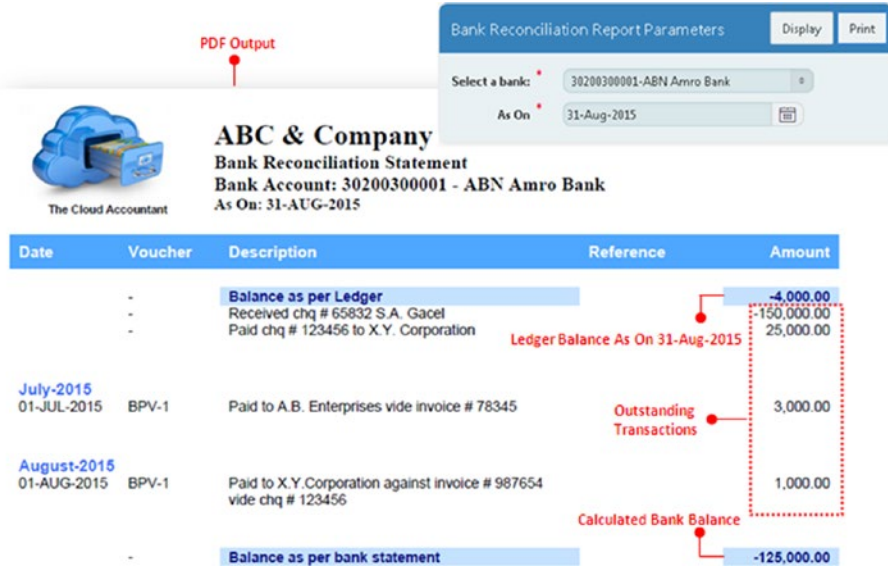 PDF Output
Bank Reconciliation Report Parameters Display Print
Select a bank: * 30200300001-ABN Amro Bank
As On * 31-Aug-2015
The Cloud Accountant
ABC & Company
Bank Reconciliation Statement
Bank Account: 30200300001 - ABN Amro Bank
As On: 31-AUG-2015
Date Voucher Description Reference Amount
- Balance as per Ledger -4,000.00
- Received chq # 65832 S.A. Gacel -150,000.00
- Paid chq # 123456 to X.Y. Corporation 25,000.00
Ledger Balance As On 31-Aug-2015
July-2015
01-JUL-2015 BPV-1 Paid to A.B. Enterprises vide invoice # 78345 3,000.00
Outstanding
Transactions
August-2015
01-AUG-2015 BPV-1 Paid to X.Y.Corporation against invoice # 987654 1,000.00
vide chq # 123456
Calculated Bank Balance
- Balance as per bank statement -125,000.00